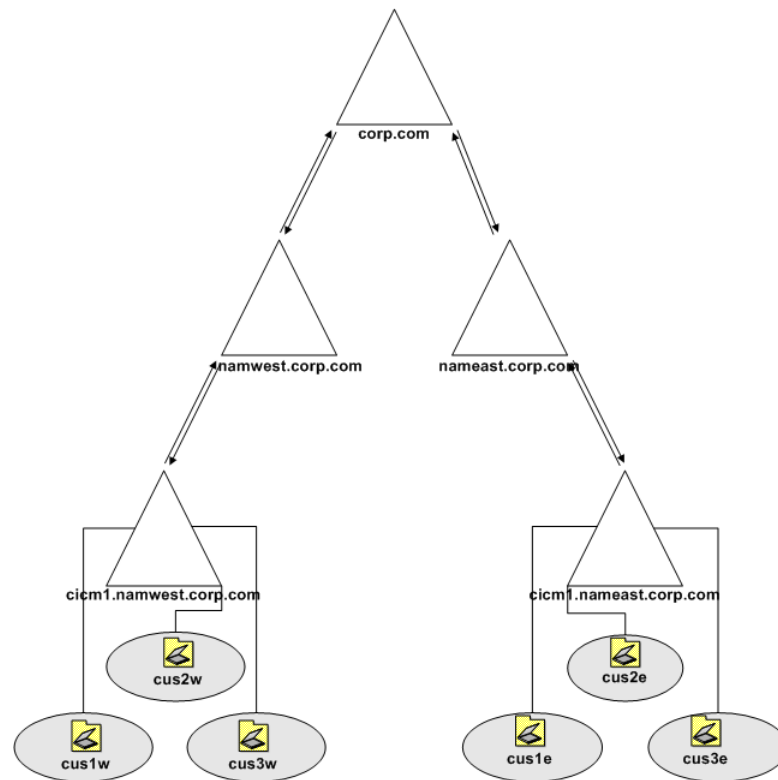 corp.com
namwest.corp.com
nameast.corp.com
cicm1.namwest.corp.com
cicm1.nameast.corp.com
cus2w
cus2e
cus1w
cus3w
cus1e
cus3e